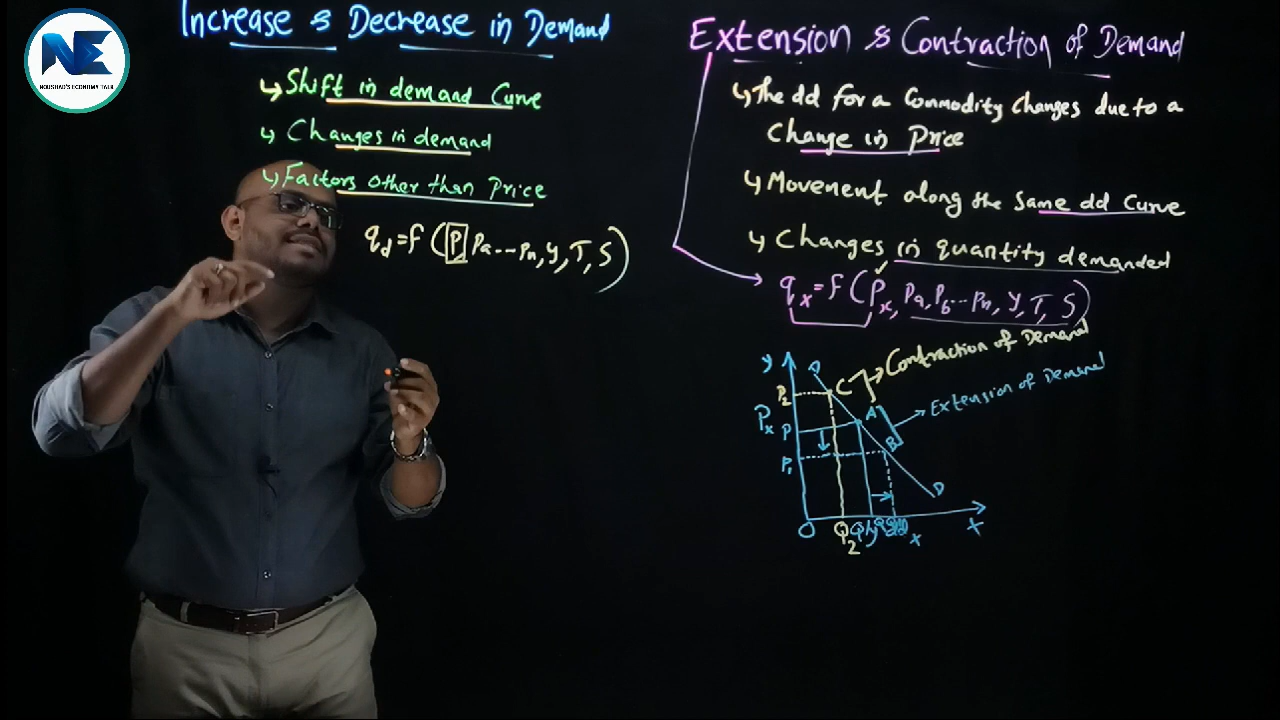 NE
NOUSHAD'S ECONOMY TALK
Increase & Decrease in Demand
↳ Shift in demand Curve
↳ Changes in demand
↳ Factors other than Price
qd = f (P, Pa...Pn, Y, T, S)
Extension & Contraction of Demand
↳ The dd for a Commodity Changes due to a
Change in Price
↳ Movement along the Same dd Curve
↳ Changes in quantity demanded
qx = f (Px, Pa, Pb...Pn, Y, T, S)
Contraction of Demand
Extension of Demand
Y
D
P2
C
Px
P
A
P1
B
D
O
Q2
X